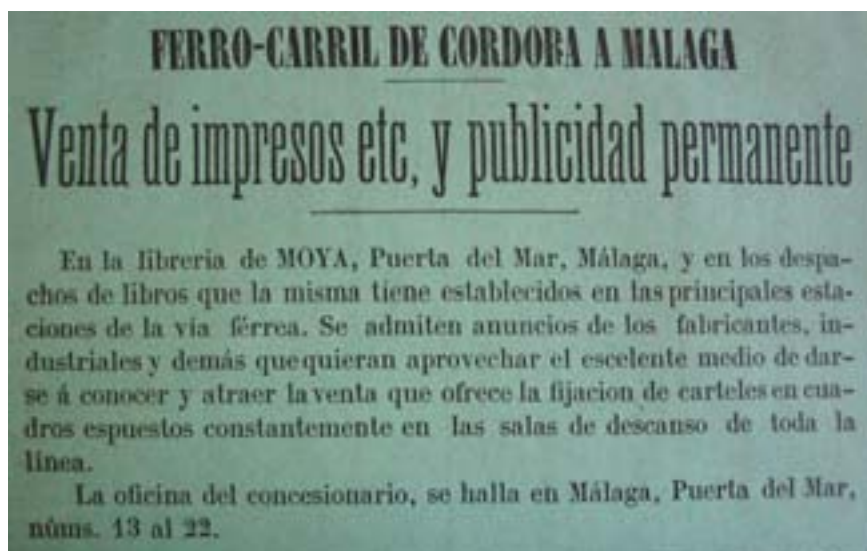 FERRO-CARRIL DE CORDOBA A MALAGA
Venta de impresos etc, y publicidad permanente
En la libreria de MOYA, Puerta del Mar, Málaga, y en los despa-
chos de libros que la misma tiene establecidos en las principales esta-
ciones de la vía férrea. Se admiten anuncios de los fabricantes, in-
dustriales y demás que quieran aprovechar el escelente medio de dar-
se á conocer y atraer la venta que ofrece la fijacion de carteles en cua-
dros espuestos constantemente en las salas de descanso de toda la
línea.
La oficina del concesionario, se halla en Málaga, Puerta del Mar,
núms. 13 al 22.